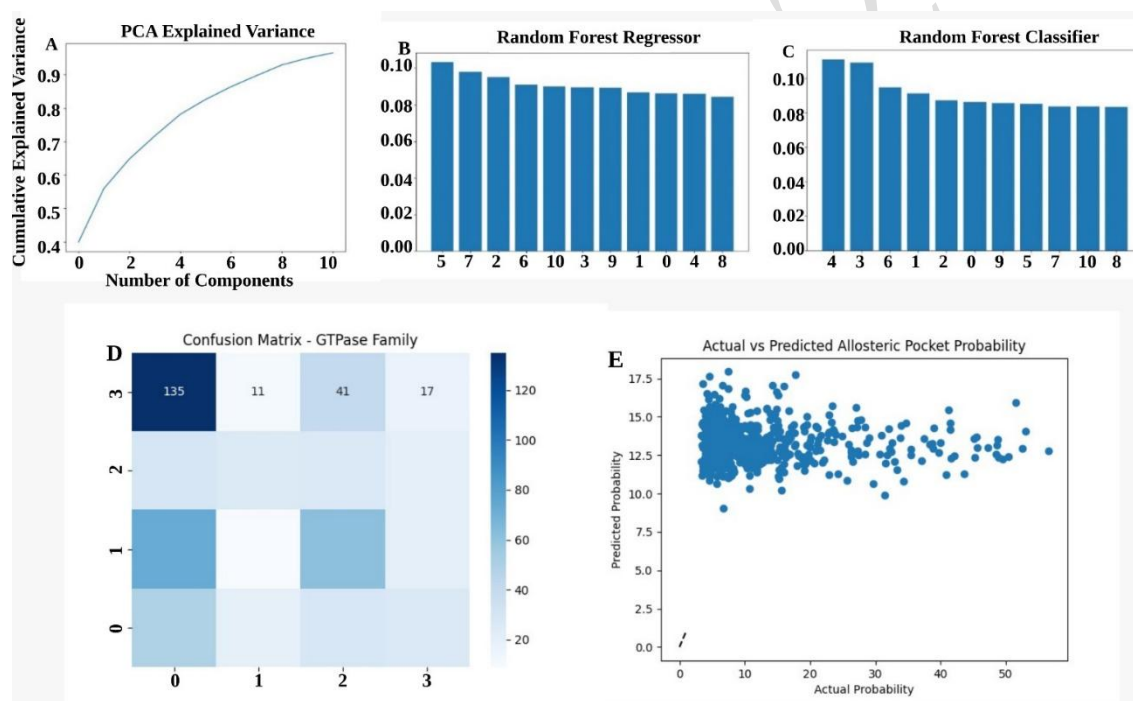 A
PCA Explained Variance
Cumulative Explained Variance
0.9
0.8
0.7
0.6
0.5
0.4
0 2 4 6 8 10
Number of Components
B
Random Forest Regressor
0.10
0.08
0.06
0.04
0.02
0.00
5 7 2 6 10 3 9 1 0 4 8
C
Random Forest Classifier
0.10
0.08
0.06
0.04
0.02
0.00
4 3 6 1 2 0 9 5 7 10 8
D
Confusion Matrix - GTPase Family
3
135 11 41 17
2
1
0
0 1 2 3
120
100
80
60
40
20
E
Actual vs Predicted Allosteric Pocket Probability
Predicted Probability
17.5
15.0
12.5
10.0
7.5
5.0
2.5
0.0
0 10 20 30 40 50
Actual Probability